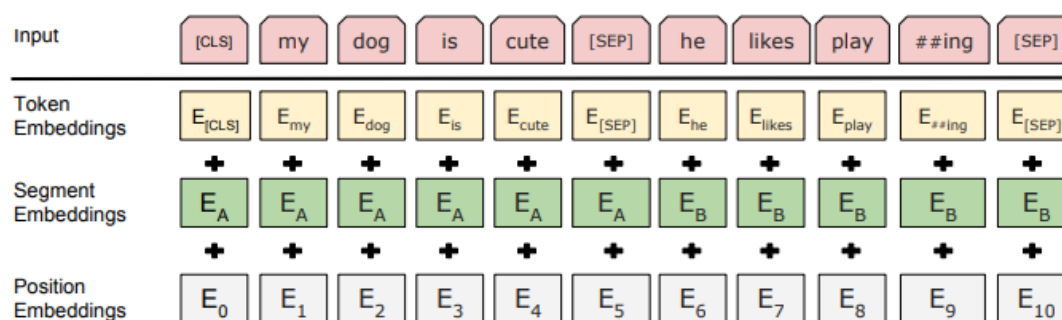 Input [CLS] my dog is cute [SEP] he likes play ##ing [SEP]
Token Embeddings E[CLS] Emy Edog Eis Ecute E[SEP] Ehe Elikes Eplay E##ing E[SEP]
+ + + + + + + + + + +
Segment Embeddings EA EA EA EA EA EA EB EB EB EB EB
+ + + + + + + + + + +
Position Embeddings E0 E1 E2 E3 E4 E5 E6 E7 E8 E9 E10